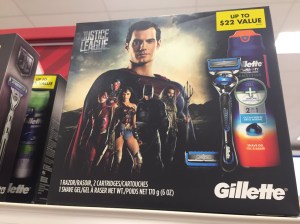 JUSTICE
LEAGUE
UP TO
$22 VALUE
Gillette
2in1
1 RAZOR/RASOIR, 2 CARTRIDGES/CARTOUCHES
1 SHAVE GEL/GEL À RASER NET WT./POIDS NET 170 g (6 OZ)
Gillette